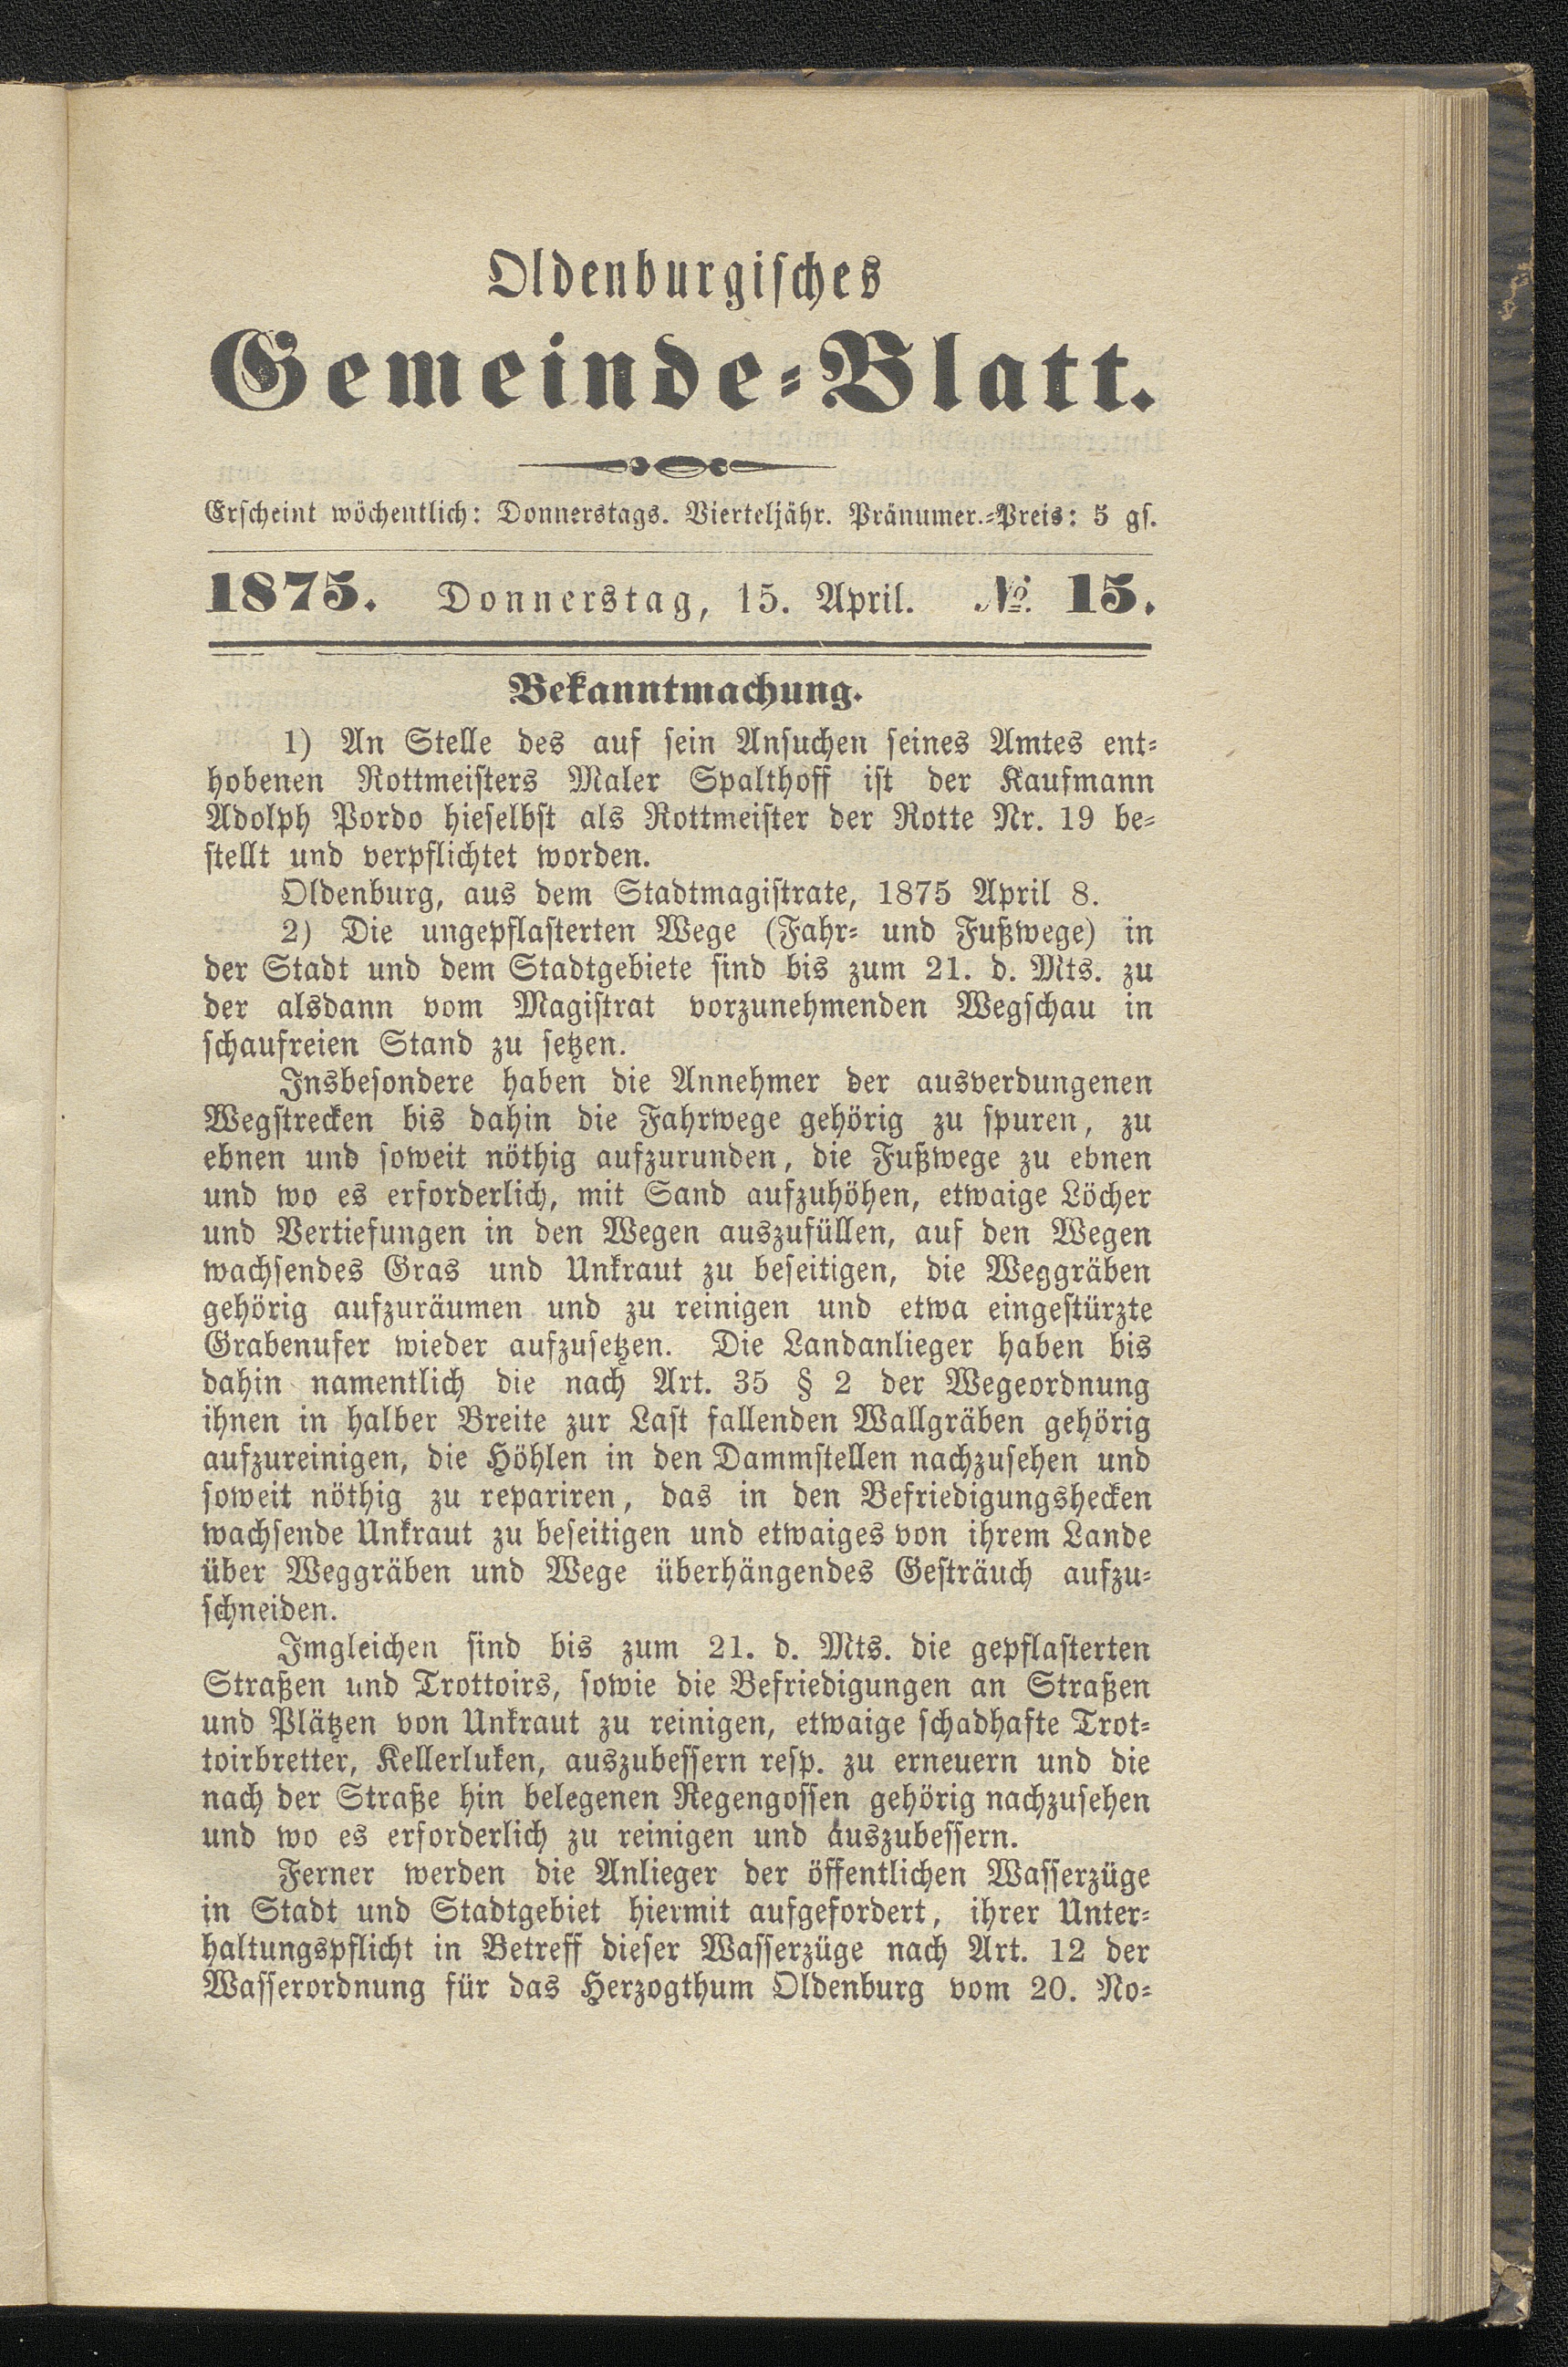 Oldenburgisches
Gemeinde-Blatt.
Erscheint wöchentlich: Donnerstags. Vierteljähr. Pränumer.-Preis: 5 gs.
1875. Donnerstag, 15. April. № 15.
Bekanntmachung.
1) An Stelle des auf sein Ansuchen seines Amtes ent-
hobenen Rottmeisters Maler Spalthoff ist der Kaufmann
Adolph Pordo hieselbst als Rottmeister der Rotte Nr. 19 be-
stellt und verpflichtet worden.
Oldenburg, aus dem Stadtmagistrate, 1875 April 8.
2) Die ungepflasterten Wege (Fahr- und Fußwege) in
der Stadt und dem Stadtgebiete sind bis zum 21. d. Mts. zu
der alsdann vom Magistrat vorzunehmenden Wegschau in
schaufreien Stand zu setzen.
Insbesondere haben die Annehmer der ausverdungenen
Wegstrecken bis dahin die Fahrwege gehörig zu spuren, zu
ebnen und soweit nöthig aufzurunden, die Fußwege zu ebnen
und wo es erforderlich, mit Sand aufzuhöhen, etwaige Löcher
und Vertiefungen in den Wegen auszufüllen, auf den Wegen
wachsendes Gras und Unkraut zu beseitigen, die Weggräben
gehörig aufzuräumen und zu reinigen und etwa eingestürzte
Grabenufer wieder aufzusetzen. Die Landanlieger haben bis
dahin namentlich die nach Art. 35 § 2 der Wegeordnung
ihnen in halber Breite zur Last fallenden Wallgräben gehörig
aufzureinigen, die Höhlen in den Dammstellen nachzusehen und
soweit nöthig zu repariren, das in den Befriedigungshecken
wachsende Unkraut zu beseitigen und etwaiges von ihrem Lande
über Weggräben und Wege überhängendes Gesträuch aufzu-
schneiden.
Imgleichen sind bis zum 21. d. Mts. die gepflasterten
Straßen und Trottoirs, sowie die Befriedigungen an Straßen
und Plätzen von Unkraut zu reinigen, etwaige schadhafte Trot-
toirbretter, Kellerluken, auszubessern resp. zu erneuern und die
nach der Straße hin belegenen Regengossen gehörig nachzusehen
und wo es erforderlich zu reinigen und auszubessern.
Ferner werden die Anlieger der öffentlichen Wasserzüge
in Stadt und Stadtgebiet hiermit aufgefordert, ihrer Unter-
haltungspflicht in Betreff dieser Wasserzüge nach Art. 12 der
Wasserordnung für das Herzogthum Oldenburg vom 20. No-